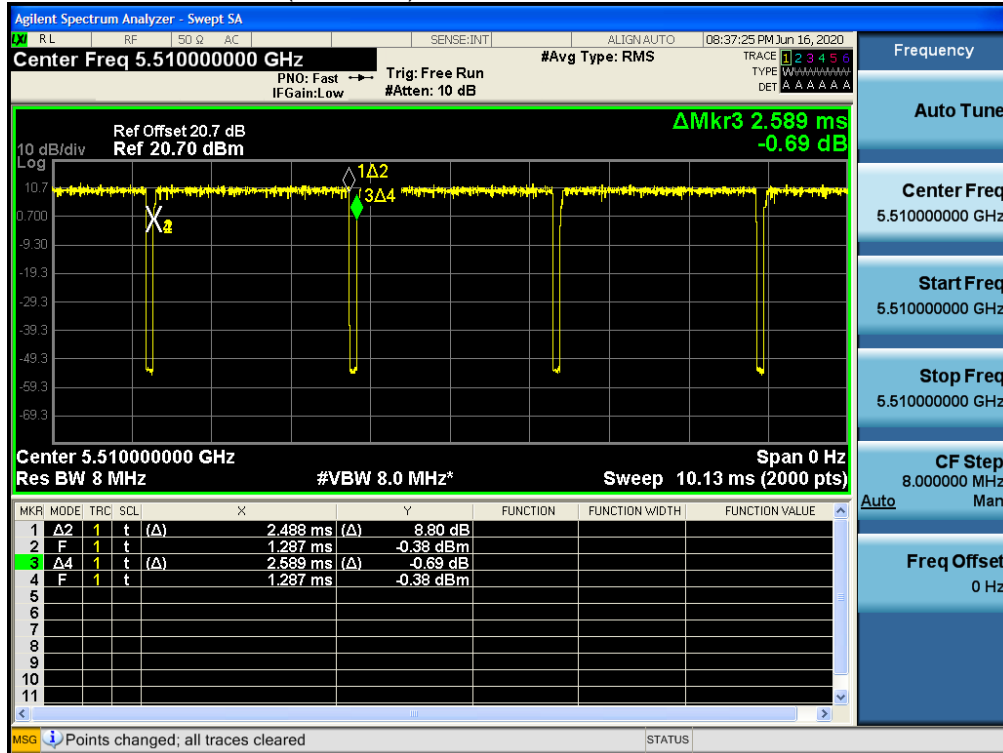 Agilent Spectrum Analyzer - Swept SA
LXI RL RF 50 Ω AC SENSE:INT ALIGN AUTO 08:37:25 PM Jun 16, 2020
Center Freq 5.510000000 GHz #Avg Type: RMS TRACE 1 2 3 4 5 6
PNO: Fast Trig: Free Run TYPE W
IFGain:Low #Atten: 10 dB DET A A A A A A
Frequency
Auto Tune
Center Freq
5.510000000 GHz
Start Freq
5.510000000 GHz
Stop Freq
5.510000000 GHz
CF Step
8.000000 MHz
Auto Man
Freq Offset
0 Hz
ΔMkr3 2.589 ms
-0.69 dB
Ref Offset 20.7 dB
10 dB/div Ref 20.70 dBm
Log
1Δ2
10.7
3Δ4
0.700
-9.30
-19.3
-29.3
-39.3
-49.3
-59.3
-69.3
Center 5.510000000 GHz Span 0 Hz
Res BW 8 MHz #VBW 8.0 MHz* Sweep 10.13 ms (2000 pts)
MKR MODE TRC SCL X Y FUNCTION FUNCTION WIDTH FUNCTION VALUE
1 Δ2 1 t (Δ) 2.488 ms (Δ) 8.80 dB
2 F 1 t 1.287 ms -0.38 dBm
3 Δ4 1 t (Δ) 2.589 ms (Δ) -0.69 dB
4 F 1 t 1.287 ms -0.38 dBm
5
6
7
8
9
10
11
MSG Points changed; all traces cleared STATUS